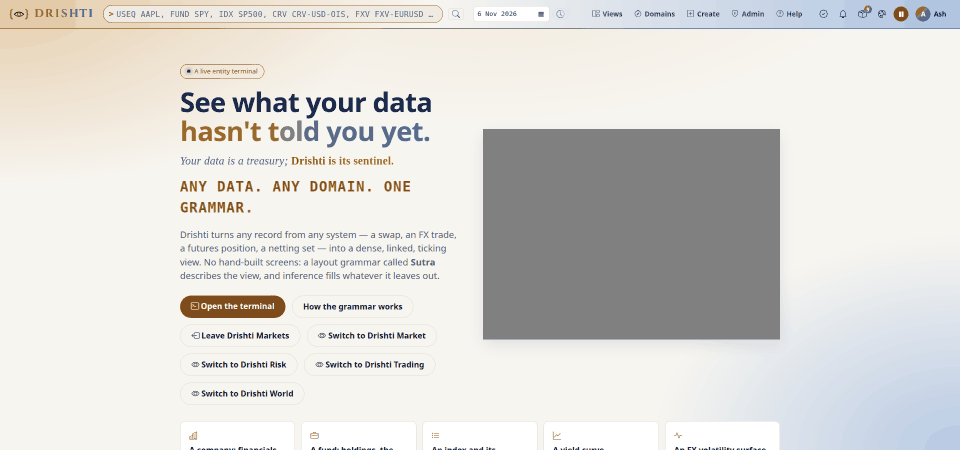 {👁} DRISHTI
> USEQ AAPL, FUND SPY, IDX SP500, CRV CRV-USD-OIS, FXV FXV-EURUSD …
6 Nov 2026
Views
Domains
Create
Admin
Help
A
Ash
A live entity terminal
See what your data
hasn't told you yet.
Your data is a treasury; Drishti is its sentinel.
ANY DATA. ANY DOMAIN. ONE
GRAMMAR.
Drishti turns any record from any system — a swap, an FX trade,
a futures position, a netting set — into a dense, linked, ticking
view. No hand-built screens: a layout grammar called Sutra
describes the view, and inference fills whatever it leaves out.
Open the terminal
How the grammar works
Leave Drishti Markets
Switch to Drishti Market
Switch to Drishti Risk
Switch to Drishti Trading
Switch to Drishti World
A company: financials,
A fund: holdings, the
An index and its
A yield curve
An FX volatility surface